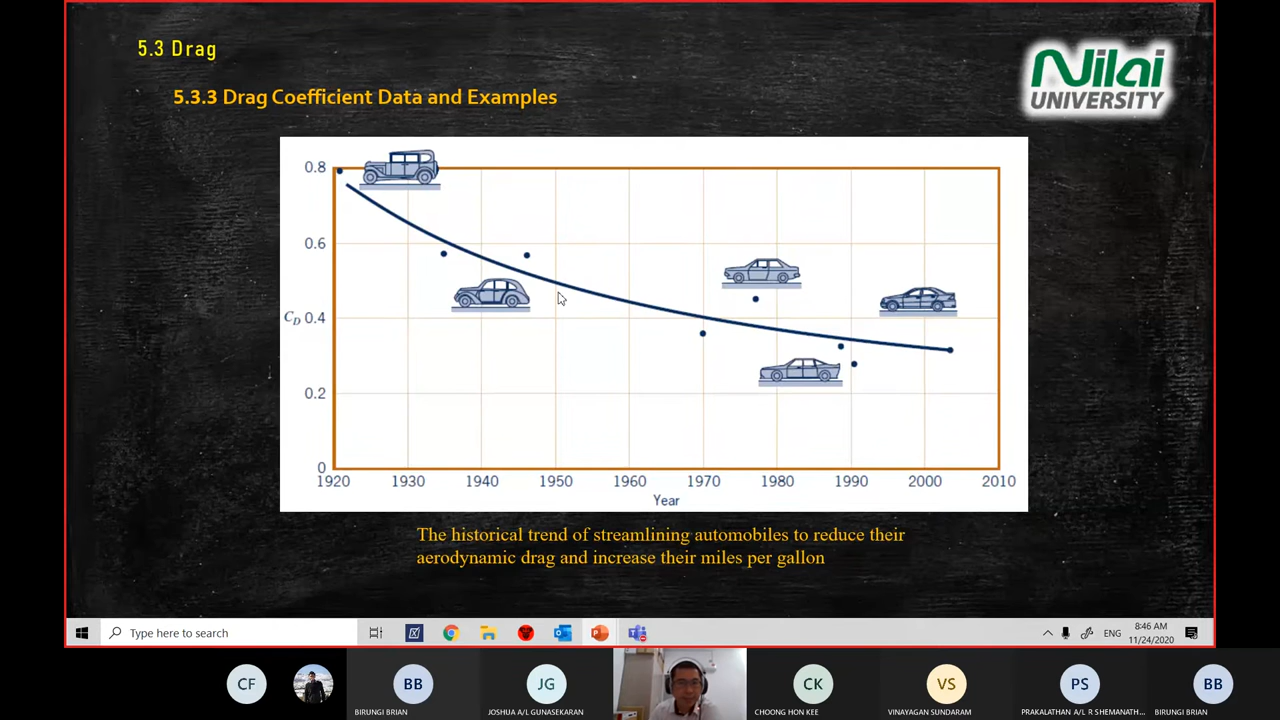 5.3 Drag
5.3.3 Drag Coefficient Data and Examples
Nilai
UNIVERSITY
0.8
0.6
C_D 0.4
0.2
0
1920 1930 1940 1950 1960 1970 1980 1990 2000 2010
Year
The historical trend of streamlining automobiles to reduce their
aerodynamic drag and increase their miles per gallon
Type here to search
ENG
8:46 AM
11/24/2020
CF BB JG CK VS PS BB
BIRUNGI BRIAN JOSHUA A/L GUNASEKARAN CHOONG HON KEE VINAYAGAN SUNDARAM PRAKALATHAN A/L R SHEMANATH... BIRUNGI BRIAN